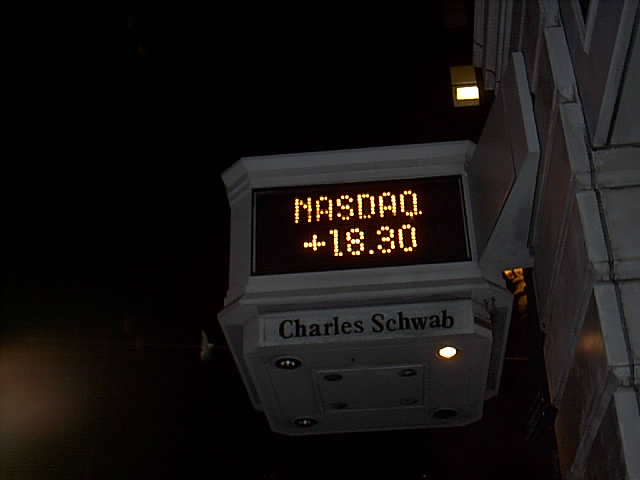 NASDAQ
+18.30
Charles Schwab